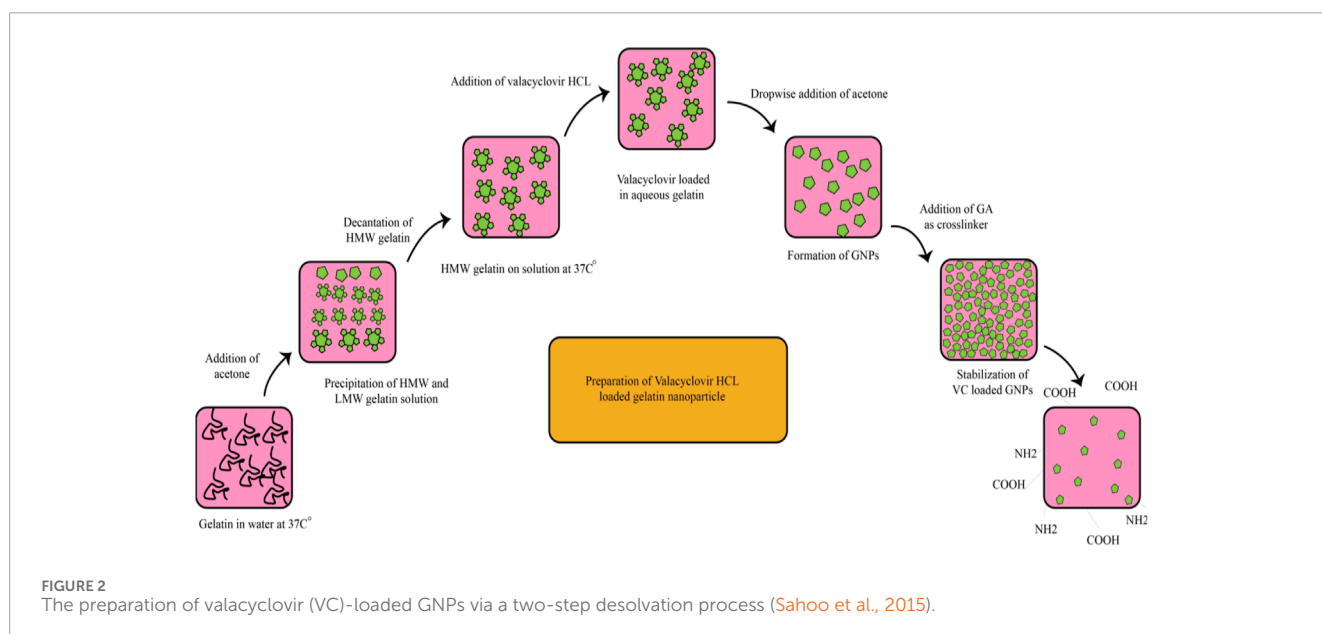 Gelatin in water at 37C°
Addition of
acetone
Precipitation of HMW and
LMW gelatin solution
Decantation of
HMW gelatin
HMW gelatin on solution at 37C°
Addition of valacyclovir HCL
Valacyclovir loaded
in aqueous gelatin
Dropwise addition of acetone
Formation of GNPs
Addition of GA
as crosslinker
Stabilization of
VC loaded GNPs
COOH
COOH
NH2
COOH
NH2
COOH
NH2
Preparation of Valacyclovir HCL
loaded gelatin nanoparticle
FIGURE 2
The preparation of valacyclovir (VC)-loaded GNPs via a two-step desolvation process (Sahoo et al., 2015).